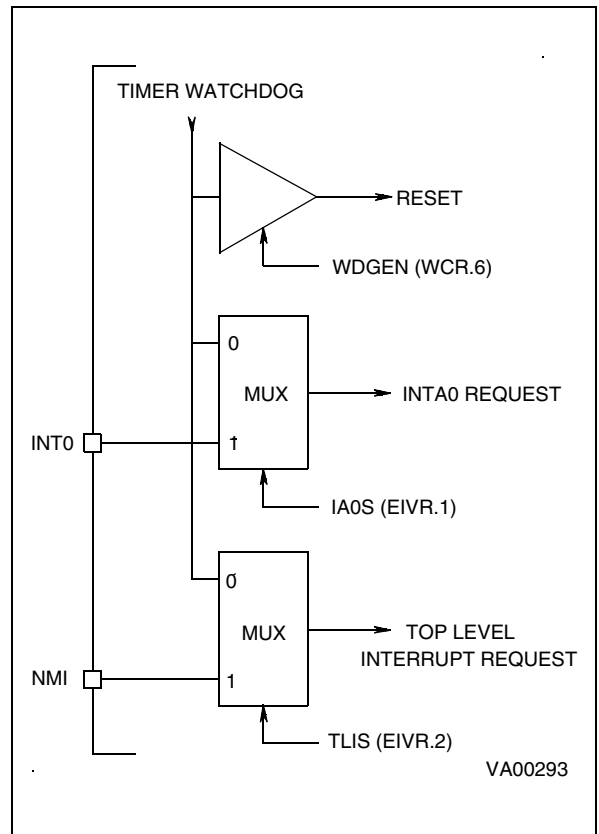 TIMER WATCHDOG
RESET
WDGEN (WCR.6)
0
MUX
INTA0 REQUEST
INT0
1
IA0S (EIVR.1)
0
MUX
TOP LEVEL
INTERRUPT REQUEST
NMI
1
TLIS (EIVR.2)
VA00293